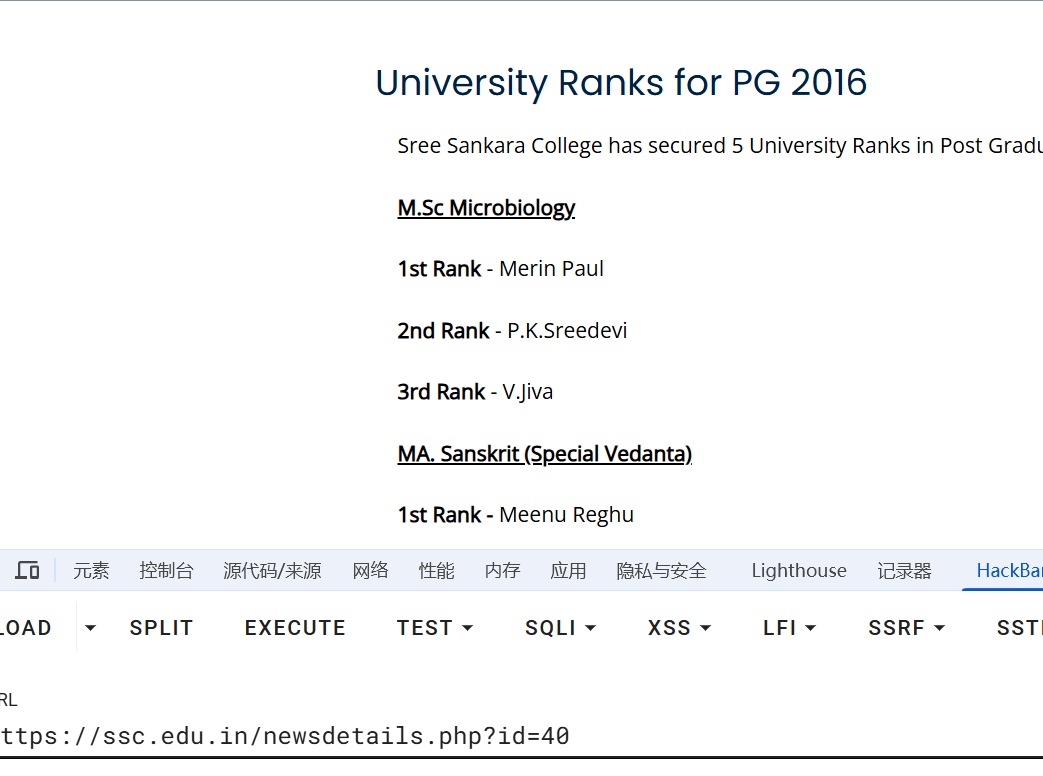 University Ranks for PG 2016
Sree Sankara College has secured 5 University Ranks in Post Gradu
M.Sc Microbiology
1st Rank - Merin Paul
2nd Rank - P.K.Sreedevi
3rd Rank - V.Jiva
MA. Sanskrit (Special Vedanta)
1st Rank - Meenu Reghu
元素 控制台 源代码/来源 网络 性能 内存 应用 隐私与安全 Lighthouse 记录器 HackBar
LOAD SPLIT EXECUTE TEST SQLI XSS LFI SSRF SSTI
RL
ttps://ssc.edu.in/newsdetails.php?id=40